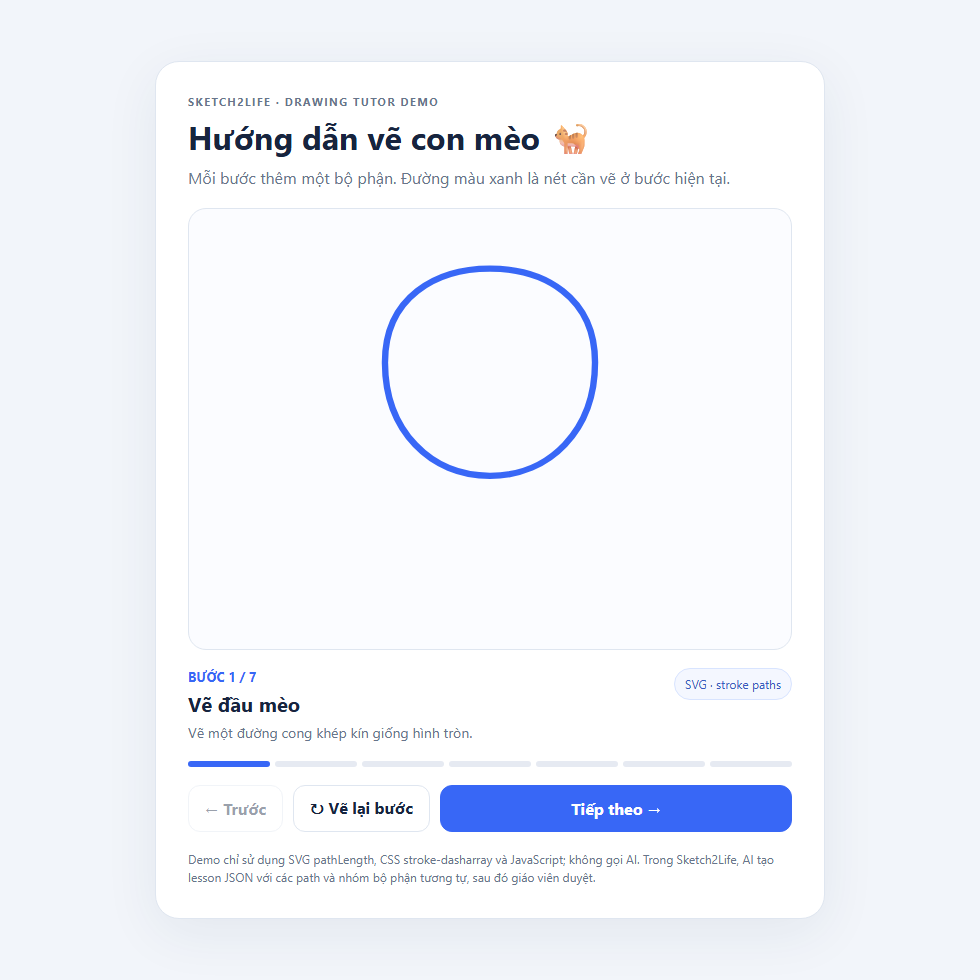 SKETCH2LIFE · DRAWING TUTOR DEMO
Hướng dẫn vẽ con mèo 🐈
Mỗi bước thêm một bộ phận. Đường màu xanh là nét cần vẽ ở bước hiện tại.
BƯỚC 1 / 7
SVG · stroke paths
Vẽ đầu mèo
Vẽ một đường cong khép kín giống hình tròn.
← Trước
↻ Vẽ lại bước
Tiếp theo →
Demo chỉ sử dụng SVG pathLength, CSS stroke-dasharray và JavaScript; không gọi AI. Trong Sketch2Life, AI tạo
lesson JSON với các path và nhóm bộ phận tương tự, sau đó giáo viên duyệt.